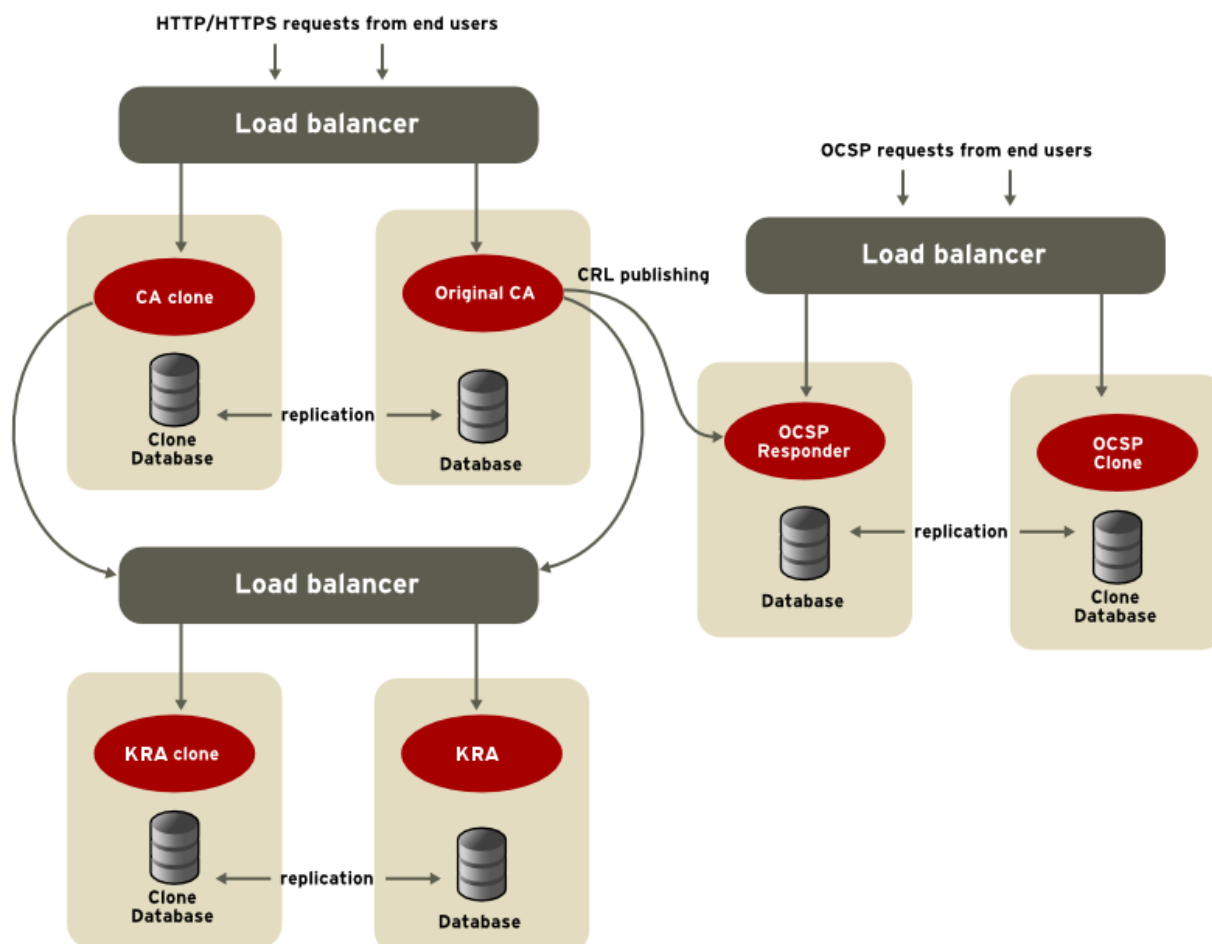 HTTP/HTTPS requests from end users
Load balancer
OCSP requests from end users
Load balancer
CA clone
Original CA
CRL publishing
Clone
Database
replication
Database
OCSP
Responder
OCSP
Clone
Database
replication
Clone
Database
Load balancer
KRA clone
KRA
Clone
Database
replication
Database